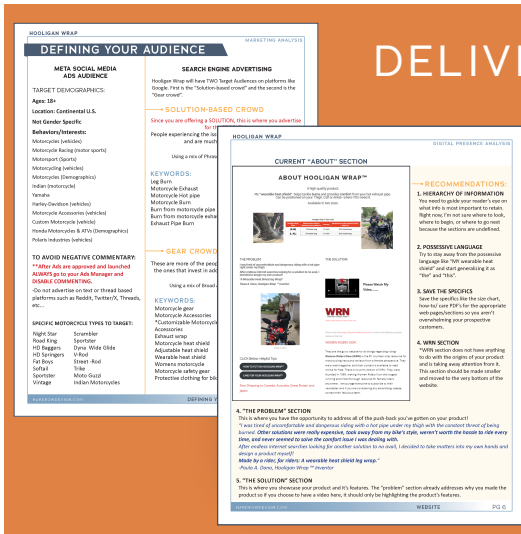 DELIV
HOOLIGAN WRAP
MARKETING ANALYSIS
DEFINING YOUR AUDIENCE
META SOCIAL MEDIA
ADS AUDIENCE
TARGET DEMOGRAPHICS:
Ages: 18+
Location: Continental U.S.
Not Gender Specific
Behaviors/Interests:
Motorcycles (vehicles)
Motorcycle Racing (motor sports)
Motorsport (Sports)
Motorcycling (vehicles)
Motorcycles (Demographics)
Indian (motorcycle)
Yamaha
Harley-Davidson (vehicles)
Motorcycle Accessories (vehicles)
Custom Motorcycle (vehicle)
Honda Motorcycles & ATVs (Demographics)
Polaris Industries (vehicles)
TO AVOID NEGATIVE COMMENTARY:
**After Ads are approved and launched
ALWAYS go to your Ads Manager and
DISABLE COMMENTING.
-Do not advertise on text or thread based
platforms such as Reddit, Twitter/X, Threads,
etc...
SPECIFIC MOTORCYCLE TYPES TO TARGET:
Night Star Scrambler
Road King Sportster
HD Baggers Dyna Wide Glide
HD Springers V-Rod
Fat Boys Street -Rod
Softail Trike
Sportster Moto Guzzi
Vintage Indian Motorcycles
SEARCH ENGINE ADVERTISING
Hooligan Wrap will have TWO Target Audiences on platforms like
Google. First is the "Solution-based" crowd and the second is the
"Gear crowd".
SOLUTION-BASED CROWD
Since you are offering a SOLUTION, this is where you advertise
for th
People experiencing the iss
and are much
Using a mix of Phras
KEYWORDS:
Leg Burn
Motorcycle Exhaust
Motorcycle Hot Pipe
Motorcycle Burn
Burn from motorcycle pipe
Burn from motorcycle exhau
Exhaust Pipe Burn
GEAR CROWD
These are more of the peop
the ones that invest in ado
Using a mix of Broad
KEYWORDS:
Motorcycle gear
Motorcycle Accessories
*Customizable Motorcycle
Accessories
Exhaust wrap
Motorcycle heat shield
Adjustable heat shield
Wearable heat shield
Womens motorcycle
Motorcycle safety gear
Protective clothing for bik
DEFINING Y
HOOLIGAN WRAP
DIGITAL PRESENCE ANALYSIS
CURRENT "ABOUT" SECTION
ABOUT HOOLIGAN WRAP™
A high quality product.
THE PROBLEM
THE SOLUTION
Please Watch My
Video
WRN
RECOMMENDATIONS:
1. HIERARCHY OF INFORMATION
You need to guide your reader's eye on
what info is most important to retain.
Right now, I'm not sure where to look,
where to begin, or where to go next
because the sections are undefined.
2. POSSESSIVE LANGUAGE
Try to stay away from the possessive
language like "MY wearable heat
shield" and start generalising it as
"the" and "this".
3. SAVE THE SPECIFICS
Save the specifics like the size chart,
how-to/ care PDF's for the appropriate
web pages/sections so you aren't
overwhelming your prospective
customers.
4. WRN SECTION
"WRN section does not have anything
to do with the origins of your product
and is taking away attention from it.
This section should be made smaller
and moved to the very bottom of the
website.
4. "THE PROBLEM" SECTION
This is where you have the opportunity to address all of the push-back you've gotten on your product!
"I was tired of uncomfortable and dangerous riding with a hot pipe under my thigh with the constant threat of being
burned. Other solutions were really expensive, took away from my bike's style, weren't worth the hassle to ride every
time, and never seemed to solve the comfort issue I was dealing with.
After endless internet searches looking for another solution to no avail, I decided to take matters into my own hands and
design a product myself!
Made by a rider, for riders: A wearable heat shield leg wrap."
-Paula A. Dana, Hooligan Wrap ™ Inventor
5. "THE SOLUTION" SECTION
This is where you showcase your product and it's features. The "problem" section already addresses why you made the
product so if you choose to have a video here, it should only be highlighting the product's features.
WEBSITE
PG 6